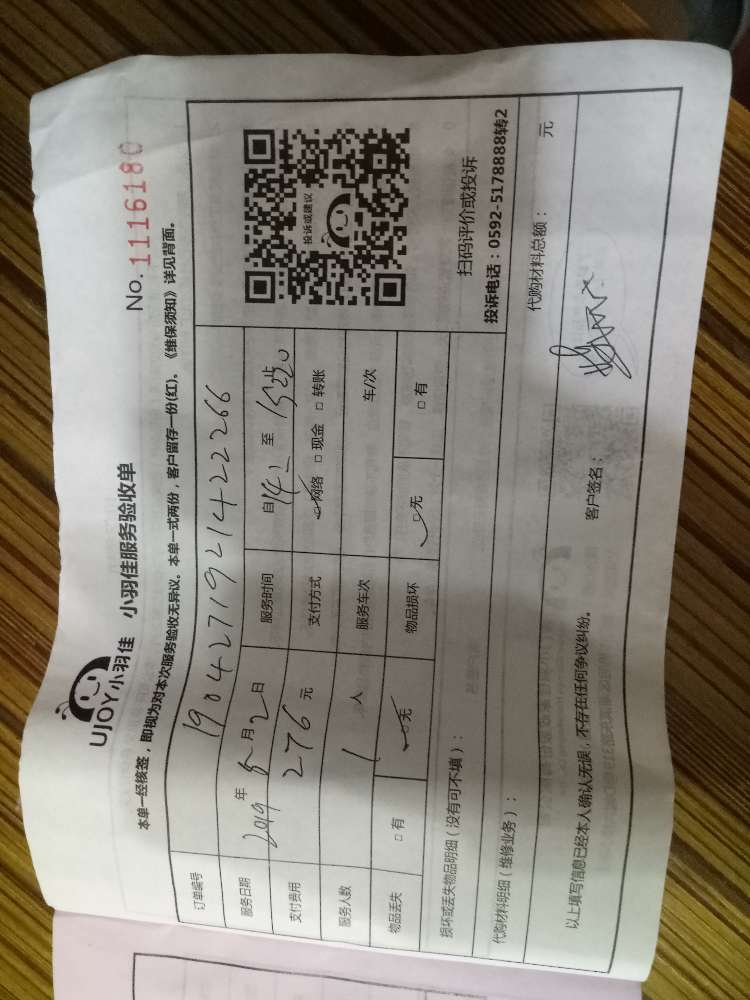 UJOY小羽佳 小羽佳服务验收单
No. 1116180
本单一经核签，即视为对本次服务验收无异议。本单一式两份，客户留存一份(红)。《维保须知》详见背面。
订单编号 190427192142226​6
服务日期 2019 年 5 月 2 日 服务时间 自 14:2 至 15:20 止
支付费用 276 元 支付方式 □网络 □现金 □转账
服务人数 1 人 服务车次 车/次
物品丢失 □有 □无 物品损坏 □无 □有
投诉或建议
扫码评价或投诉
投诉电话：0592-5178888转2
损坏或丢失物品明细（没有可不填）：
代购材料明细（维修业务）： 代购材料总额： 元
以上填写信息已经本人确认无误，不存在任何争议纠纷。 客户签名：